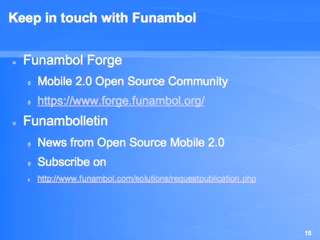 Keep in touch with Funambol
Funambol Forge
Mobile 2.0 Open Source Community
https://www.forge.funambol.org/
Funambolletin
News from Open Source Mobile 2.0
Subscribe on
http://www.funambol.com/solutions/requestpublication.php
18